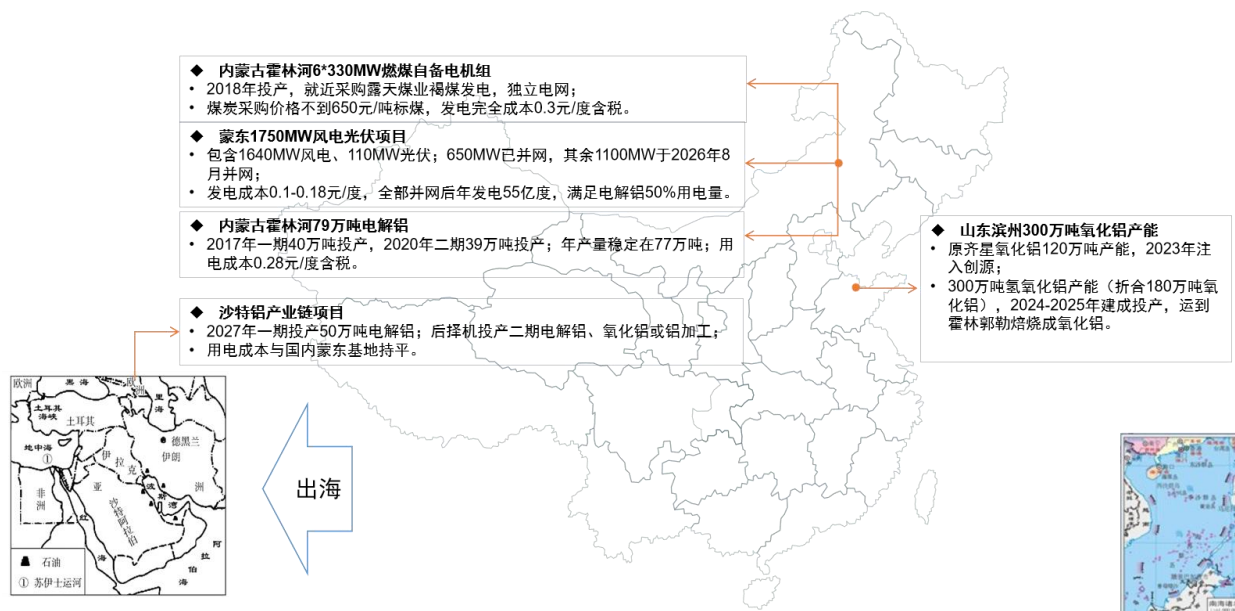 ◆ 内蒙古霍林河6*330MW燃煤自备电机组
• 2018年投产，就近采购露天煤业褐煤发电，独立电网；
• 煤炭采购价格不到650元/吨标煤，发电完全成本0.3元/度含税。
◆ 蒙东1750MW风电光伏项目
• 包含1640MW风电、110MW光伏；650MW已并网，其余1100MW于2026年8
月并网；
• 发电成本0.1-0.18元/度，全部并网后年发电55亿度，满足电解铝50%用电量。
◆ 内蒙古霍林河79万吨电解铝
• 2017年一期40万吨投产，2020年二期39万吨投产；年产量稳定在77万吨；用
电成本0.28元/度含税。
◆ 山东滨州300万吨氧化铝产能
• 原齐星氧化铝120万吨产能，2023年注
入创源；
• 300万吨氢氧化铝产能（折合180万吨氧
化铝），2024-2025年建成投产，运到
霍林郭勒焙烧成氧化铝。
◆ 沙特铝产业链项目
• 2027年一期投产50万吨电解铝；后择机投产二期电解铝、氧化铝或铝加工；
• 用电成本与国内蒙东基地持平。
出海
欧洲
黑海
欧洲
里海
土耳其
海峡
土耳其
地中海
①
德黑兰
伊朗
伊拉克
亚
洲
非洲
波斯湾
沙特阿拉伯
红
海
阿拉伯海
石油
① 苏伊士运河